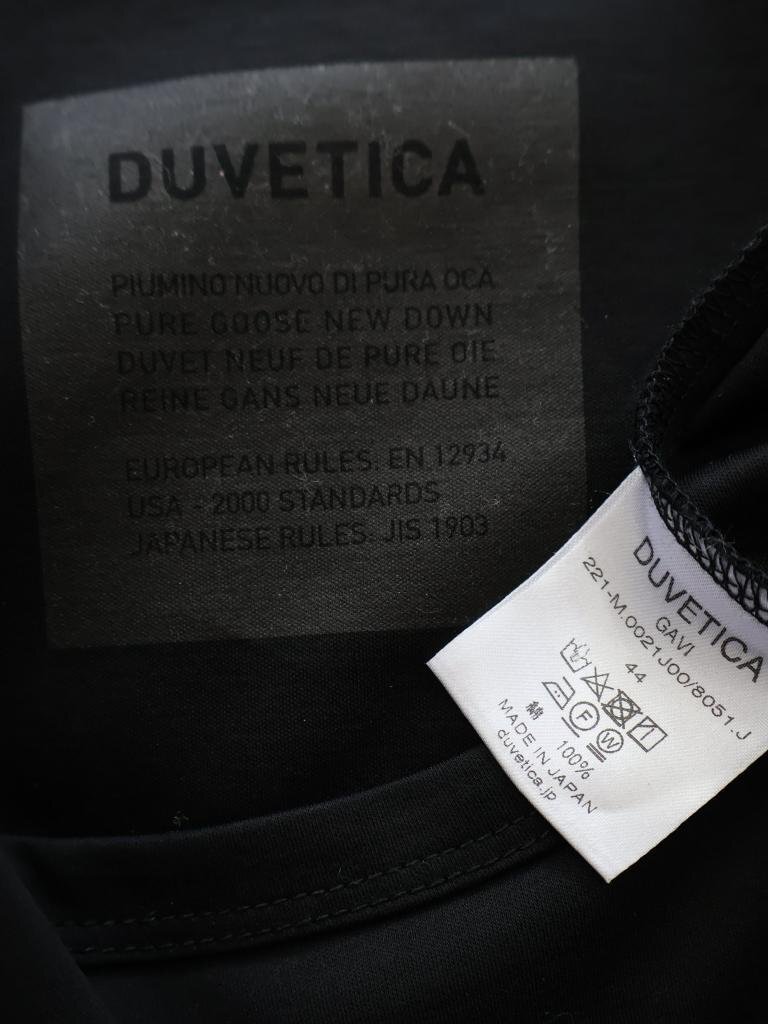 DUVETICA
PIUMINO NUOVO DI PURA OCA
PURE GOOSE NEW DOWN
DUVET NEUF DE PURE OIE
REINE GANS NEUE DAUNE
EUROPEAN RULES. EN 12934
USA - 2000 STANDARDS
JAPANESE RULES. JIS 1903
DUVETICA
GAVI
221-M.0021J00/8051.J
44
F W
綿 100%
MADE IN JAPAN
duvetica.jp